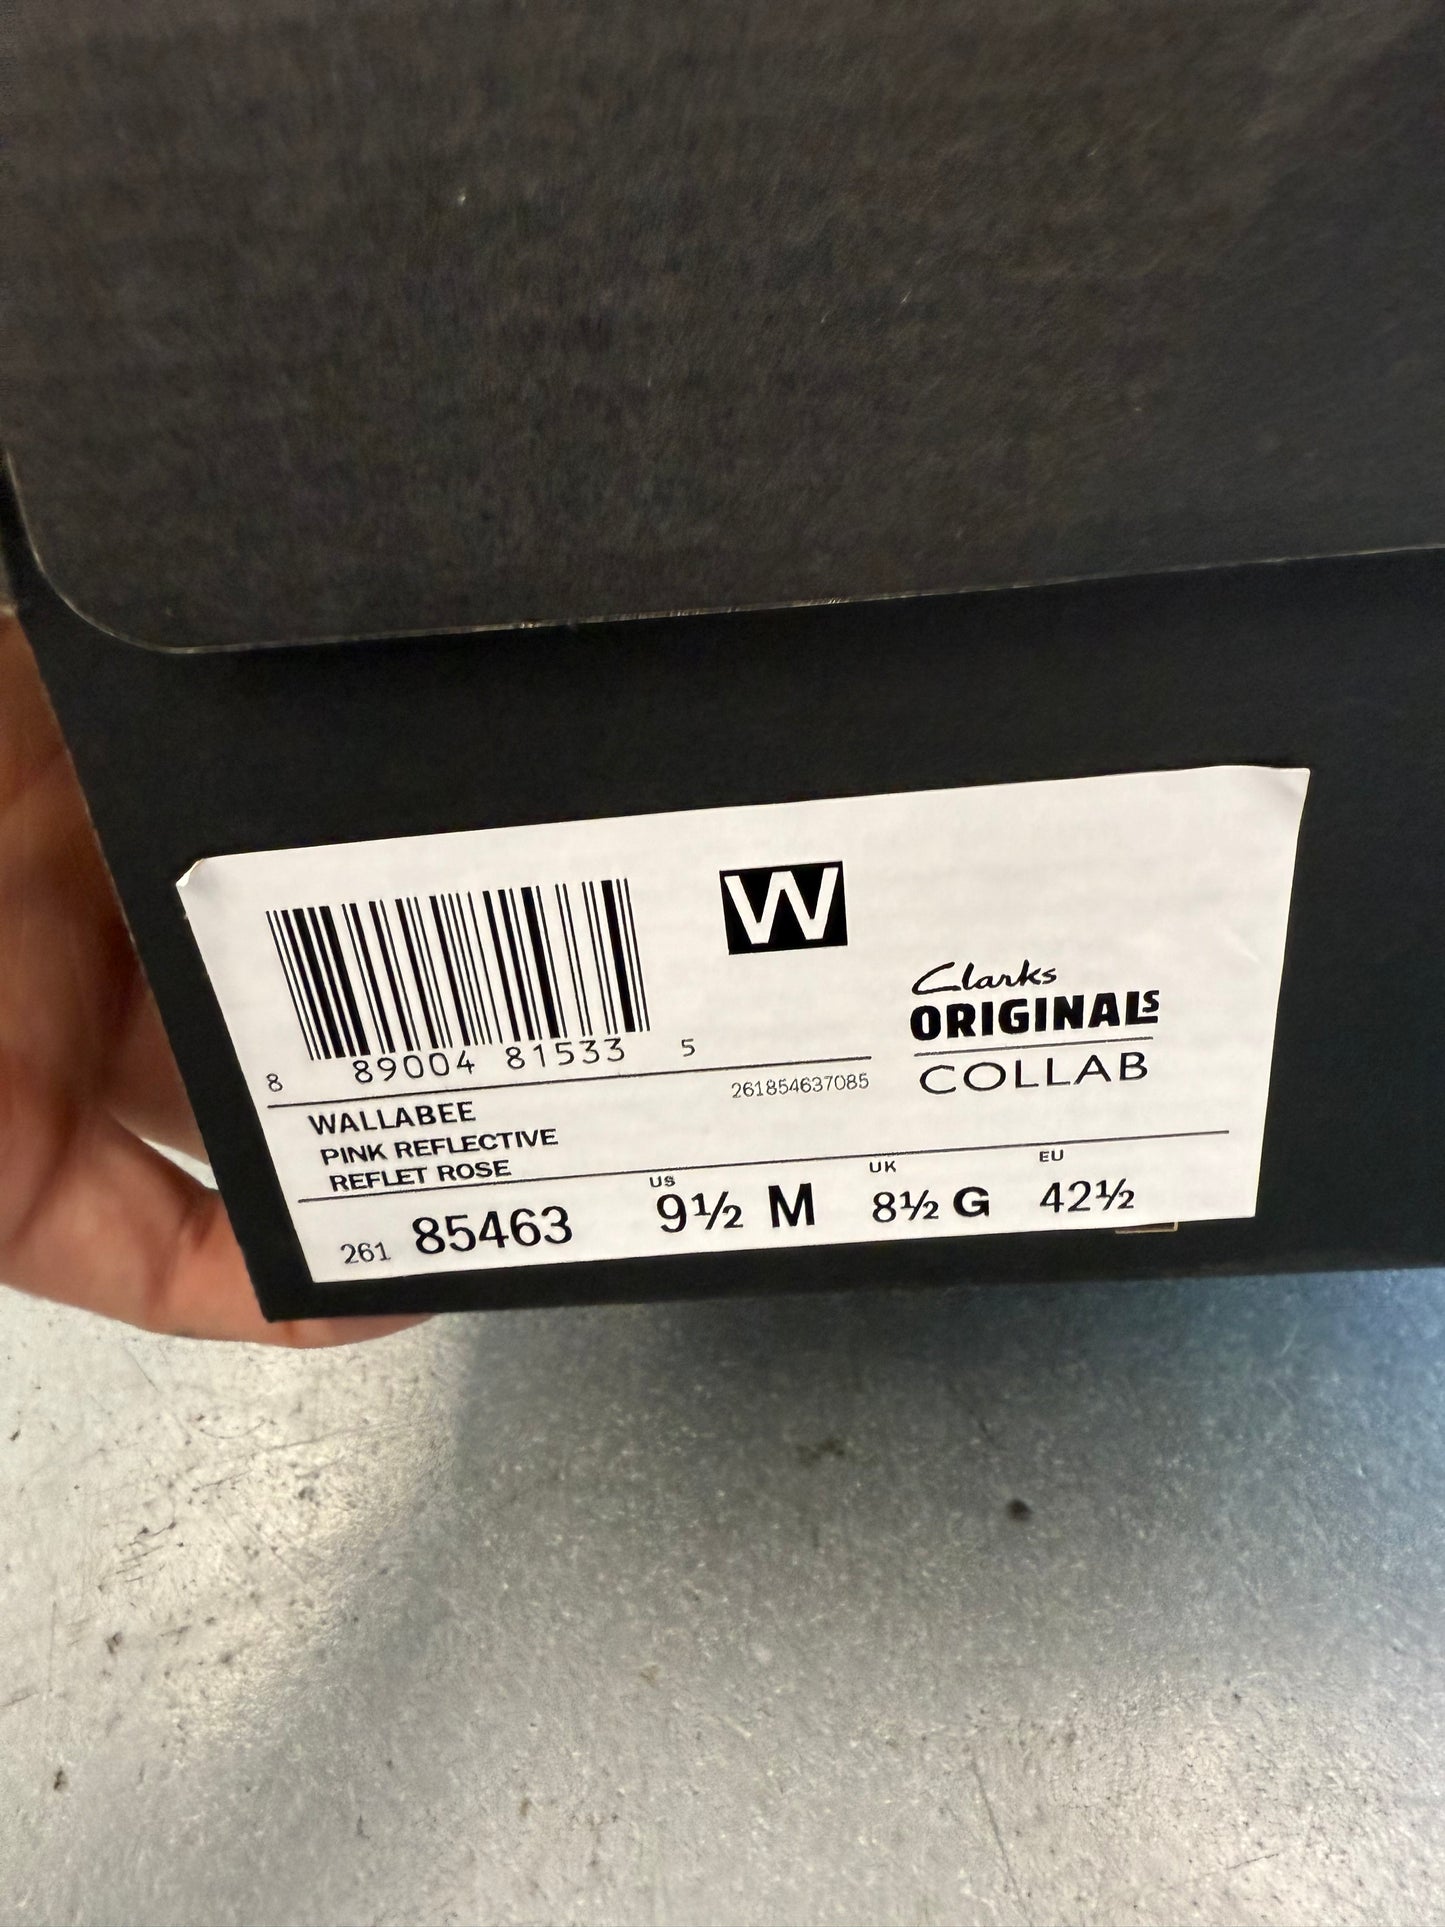 W
8 89004 81533 5
Clarks
ORIGINALS
COLLAB
261854637085
WALLABEE
PINK REFLECTIVE
REFLET ROSE
US UK EU
261 85463 9½ M 8½ G 42½